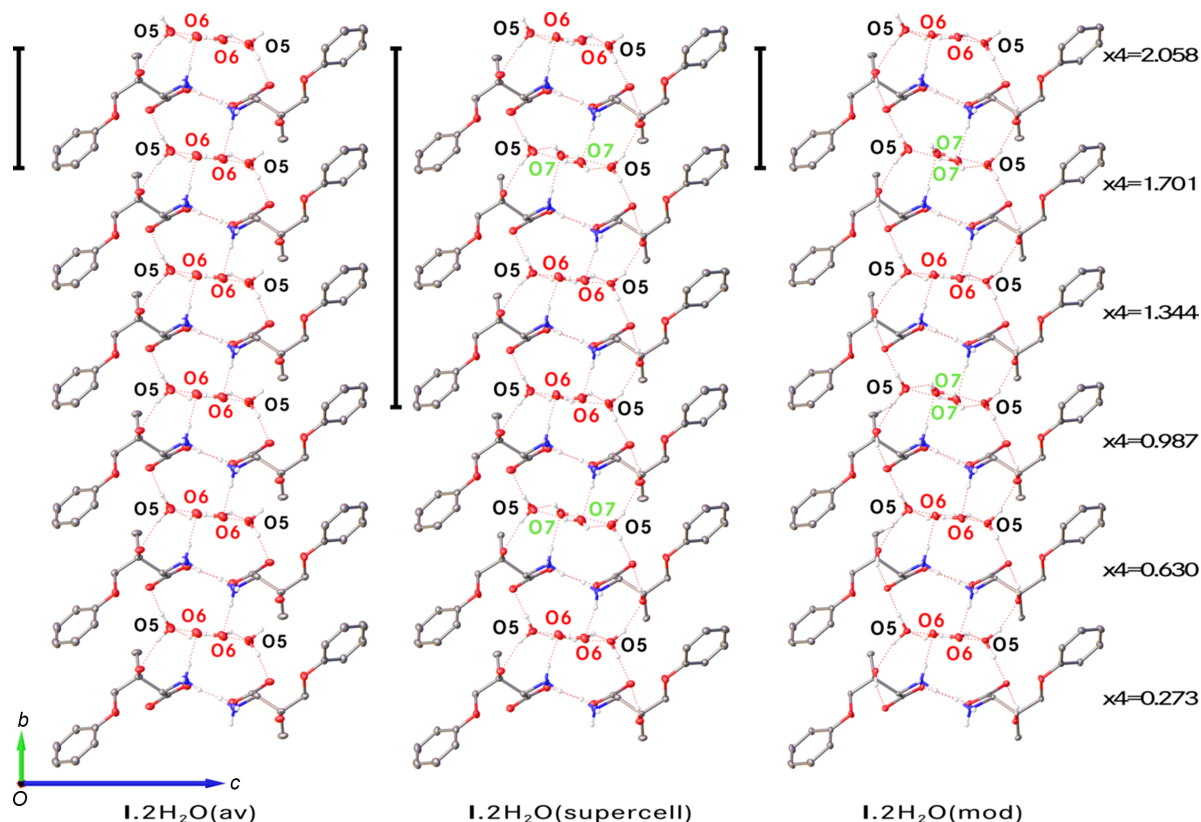 O5 O6 O6 O5 O5 O6 O6 O5 O5 O6 O6 O5 x4=2.058
O5 O6 O6 O5 O5 O7 O7 O5 O5 O7 O7 O5 x4=1.701
O5 O6 O6 O5 O5 O6 O6 O5 O5 O6 O6 O5 x4=1.344
O5 O6 O6 O5 O5 O6 O6 O5 O5 O7 O7 O5 x4=0.987
O5 O6 O6 O5 O5 O7 O7 O5 O5 O6 O6 O5 x4=0.630
O5 O6 O6 O5 O5 O6 O6 O5 O5 O6 O6 O5 x4=0.273
b
O c
I.2H₂O(av) I.2H₂O(supercell) I.2H₂O(mod)